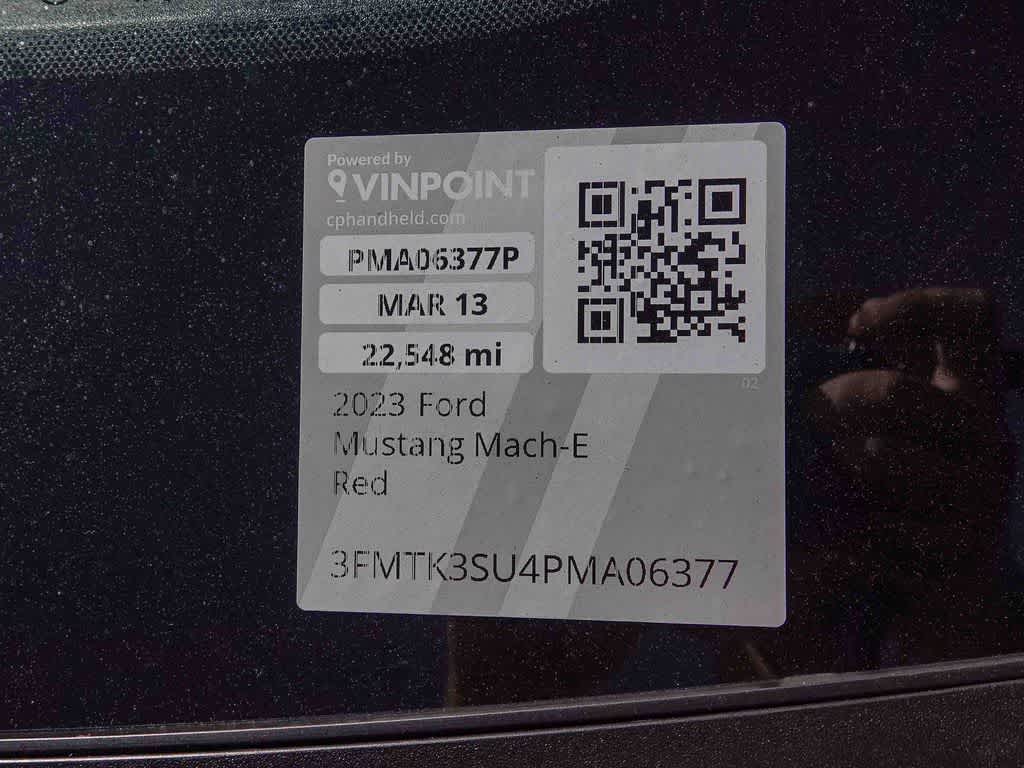 Powered by
VINPOINT
cphandheld.com
PMA06377P
MAR 13
22,548 mi
02
2023 Ford
Mustang Mach-E
Red
3FMTK3SU4PMA06377